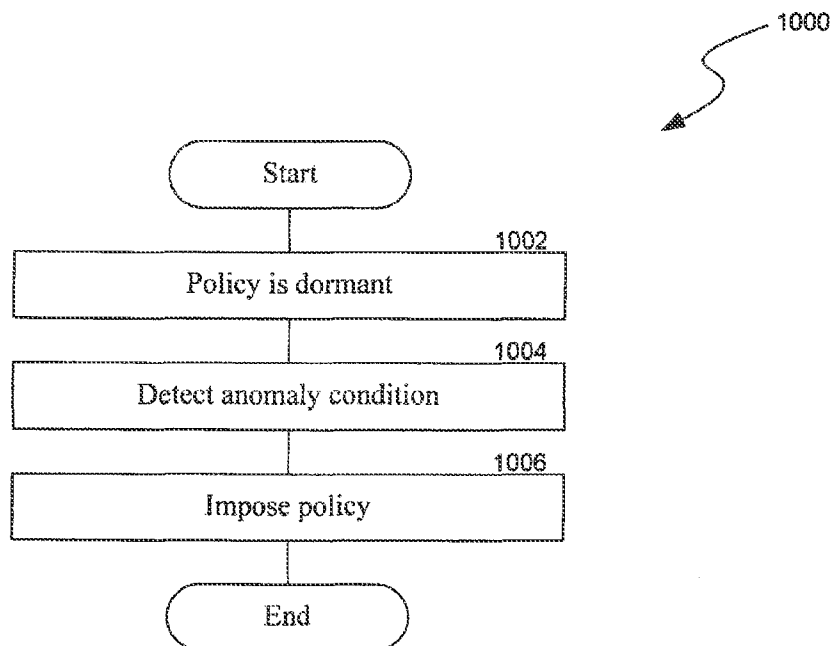 1000
Start
1002
Policy is dormant
1004
Detect anomaly condition
1006
Impose policy
End